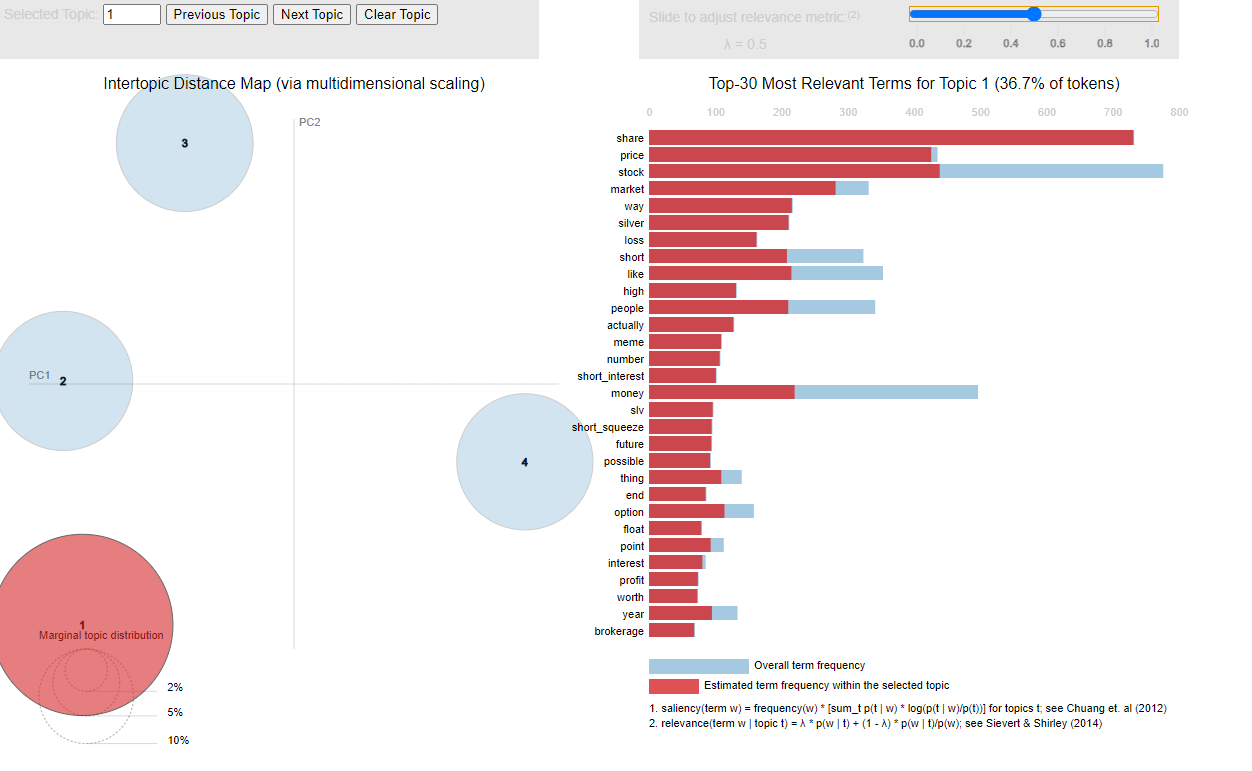 Selected Topic: 1 Previous Topic Next Topic Clear Topic
Slide to adjust relevance metric:(2)
λ = 0.5
0.0 0.2 0.4 0.6 0.8 1.0
Intertopic Distance Map (via multidimensional scaling)
PC2
3
PC1
2
4
1
Marginal topic distribution
2%
5%
10%
Top-30 Most Relevant Terms for Topic 1 (36.7% of tokens)
0 100 200 300 400 500 600 700 800
share
price
stock
market
way
silver
loss
short
like
high
people
actually
meme
number
short_interest
money
slv
short_squeeze
future
possible
thing
end
option
float
point
interest
profit
worth
year
brokerage
Overall term frequency
Estimated term frequency within the selected topic
1. saliency(term w) = frequency(w) * [sum_t p(t | w) * log(p(t | w)/p(t))] for topics t; see Chuang et. al (2012)
2. relevance(term w | topic t) = λ * p(w | t) + (1 - λ) * p(w | t)/p(w); see Sievert & Shirley (2014)